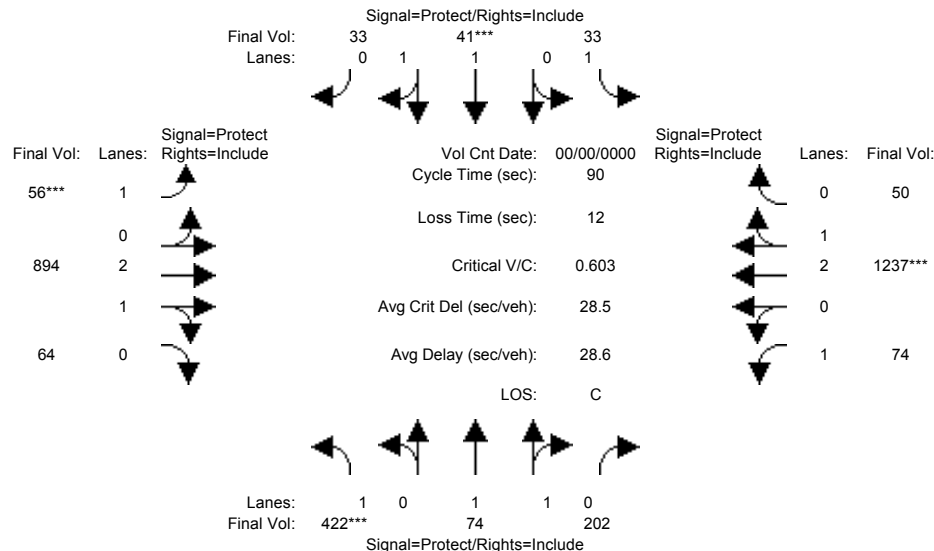 Signal=Protect/Rights=Include
Final Vol: 33 41*** 33
Lanes: 0 1 1 0 1
Signal=Protect Signal=Protect
Final Vol: Lanes: Rights=Include Vol Cnt Date: 00/00/0000 Rights=Include Lanes: Final Vol:
Cycle Time (sec): 90
56*** 1 0 50
Loss Time (sec): 12
0 1
894 2 Critical V/C: 0.603 2 1237***
1 Avg Crit Del (sec/veh): 28.5 0
64 0 Avg Delay (sec/veh): 28.6 1 74
LOS: C
Lanes: 1 0 1 1 0
Final Vol: 422*** 74 202
Signal=Protect/Rights=Include